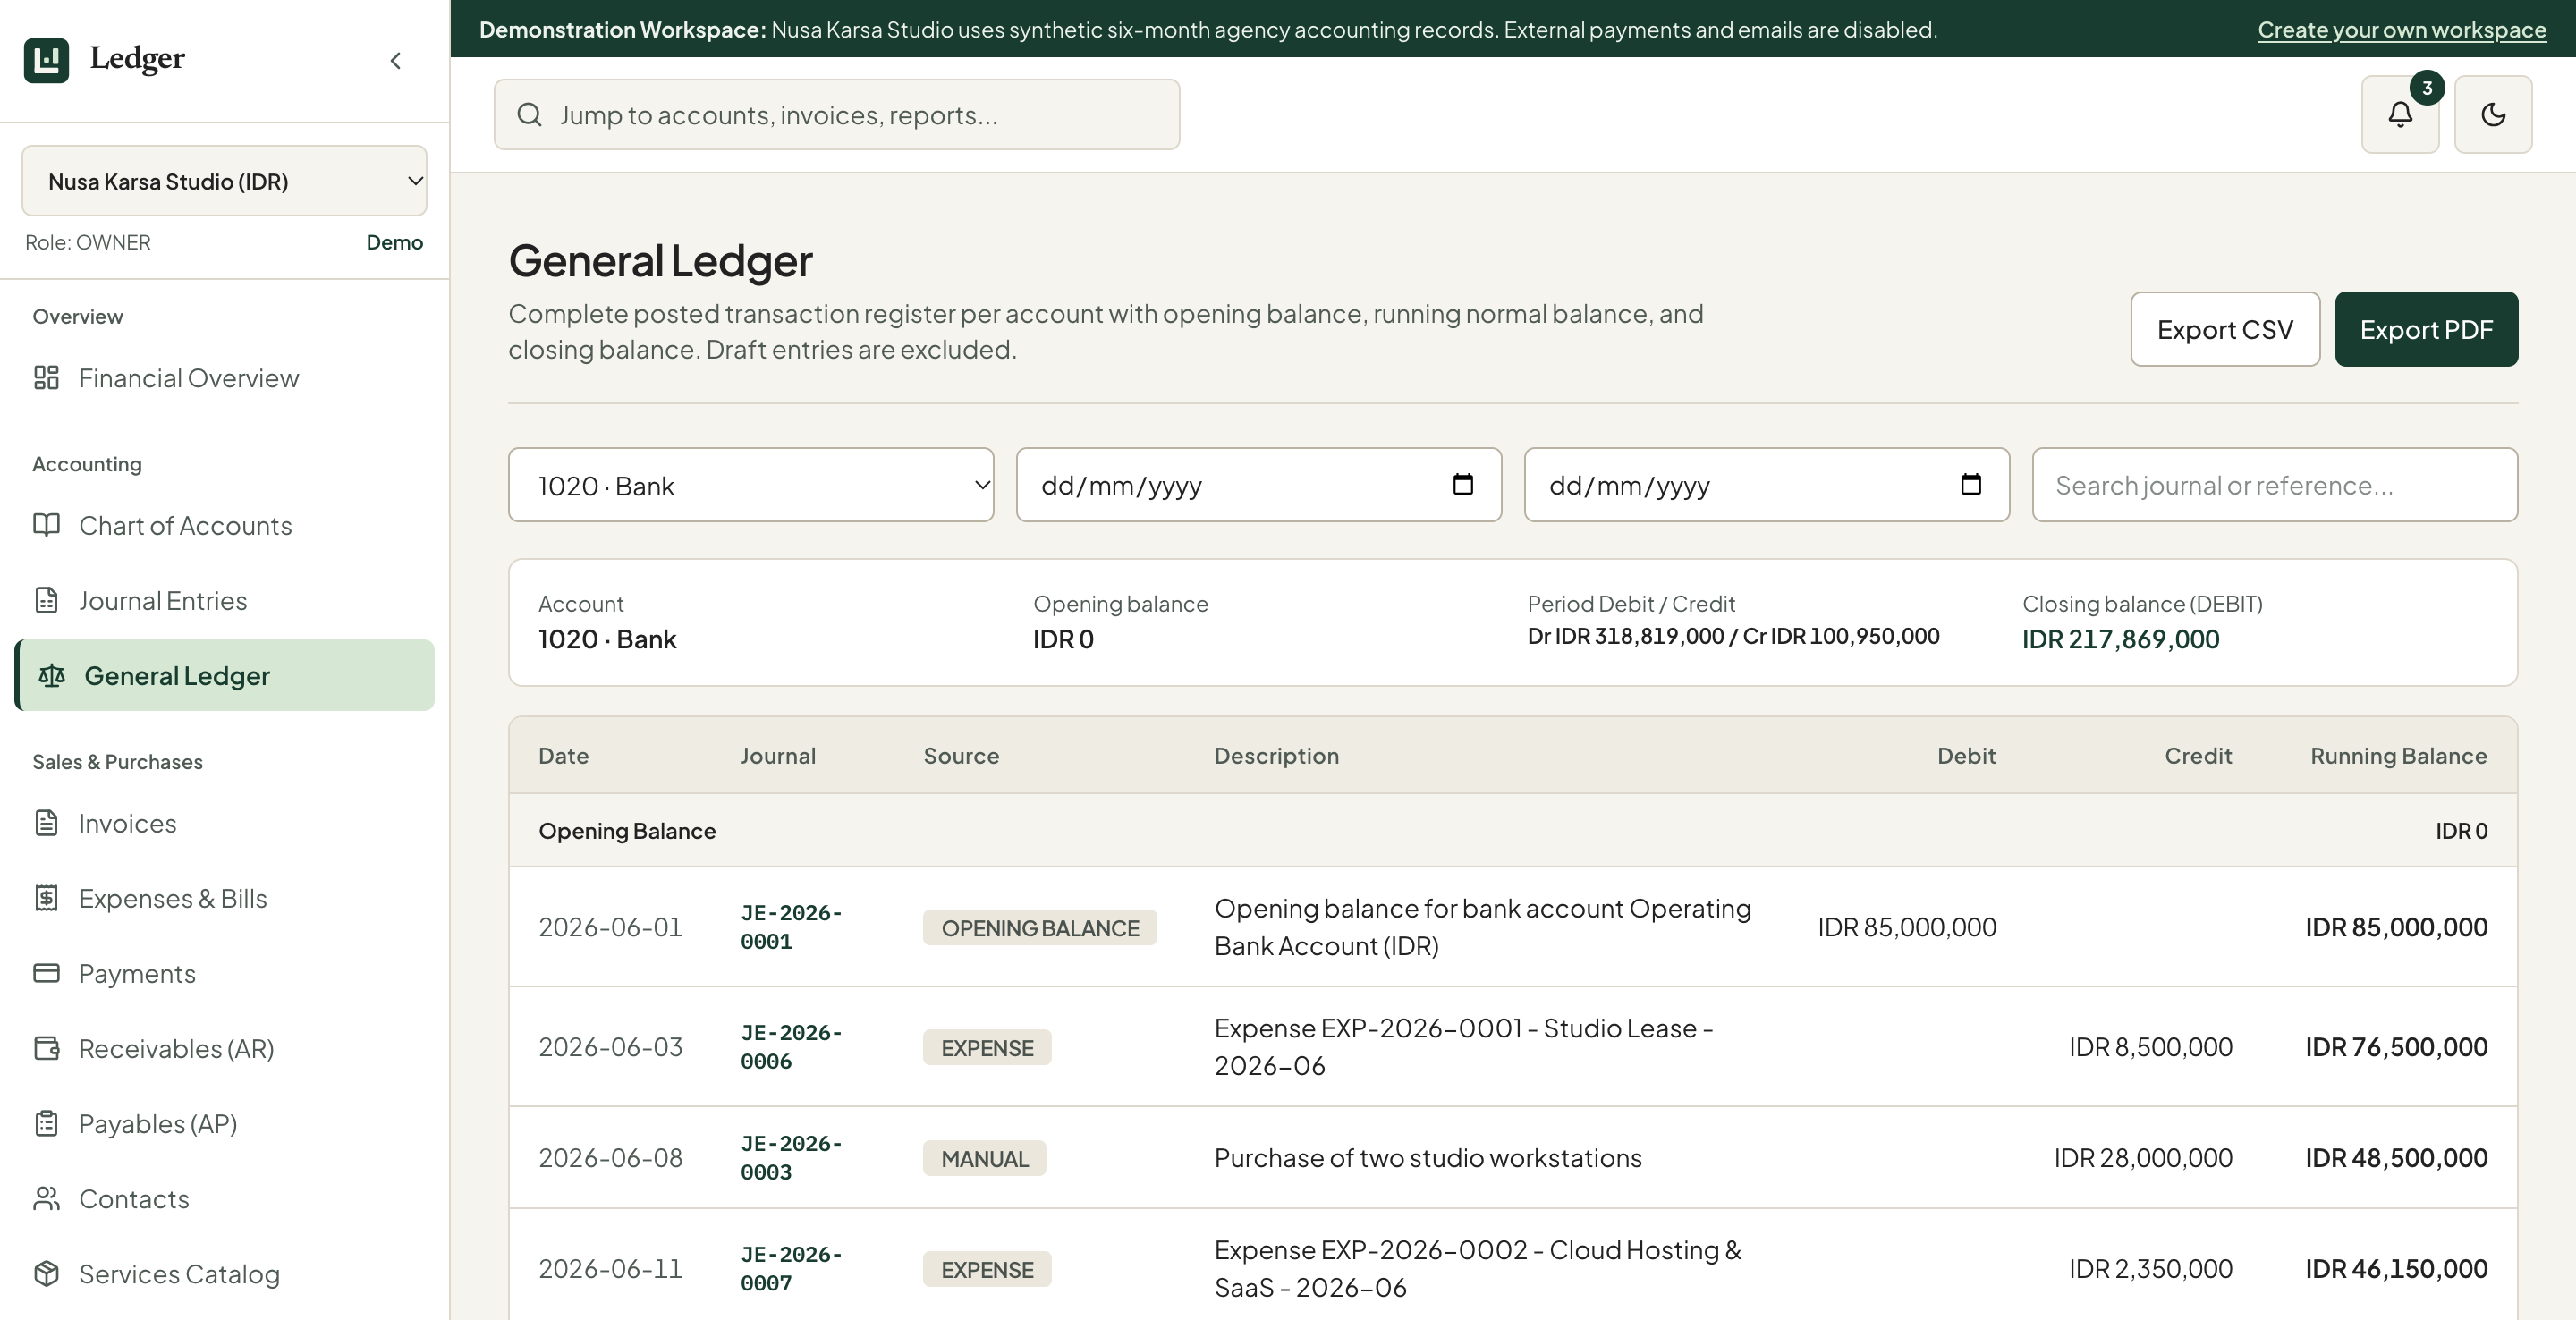 Ledger
Nusa Karsa Studio (IDR)
Role: OWNER
Demo
Overview
Financial Overview
Accounting
Chart of Accounts
Journal Entries
General Ledger
Sales & Purchases
Invoices
Expenses & Bills
Payments
Receivables (AR)
Payables (AP)
Contacts
Services Catalog
Demonstration Workspace: Nusa Karsa Studio uses synthetic six-month agency accounting records. External payments and emails are disabled.
Create your own workspace
Jump to accounts, invoices, reports...
3
General Ledger
Complete posted transaction register per account with opening balance, running normal balance, and
closing balance. Draft entries are excluded.
Export CSV
Export PDF
1020 · Bank
dd/mm/yyyy
dd/mm/yyyy
Search journal or reference...
Account
1020 · Bank
Opening balance
IDR 0
Period Debit / Credit
Dr IDR 318,819,000 / Cr IDR 100,950,000
Closing balance (DEBIT)
IDR 217,869,000
Date Journal Source Description Debit Credit Running Balance
Opening Balance IDR 0
2026-06-01
JE-2026-
0001
OPENING BALANCE
Opening balance for bank account Operating
Bank Account (IDR)
IDR 85,000,000
IDR 85,000,000
2026-06-03
JE-2026-
0006
EXPENSE
Expense EXP-2026-0001 - Studio Lease -
2026-06
IDR 8,500,000
IDR 76,500,000
2026-06-08
JE-2026-
0003
MANUAL
Purchase of two studio workstations
IDR 28,000,000
IDR 48,500,000
2026-06-11
JE-2026-
0007
EXPENSE
Expense EXP-2026-0002 - Cloud Hosting &
SaaS - 2026-06
IDR 2,350,000
IDR 46,150,000